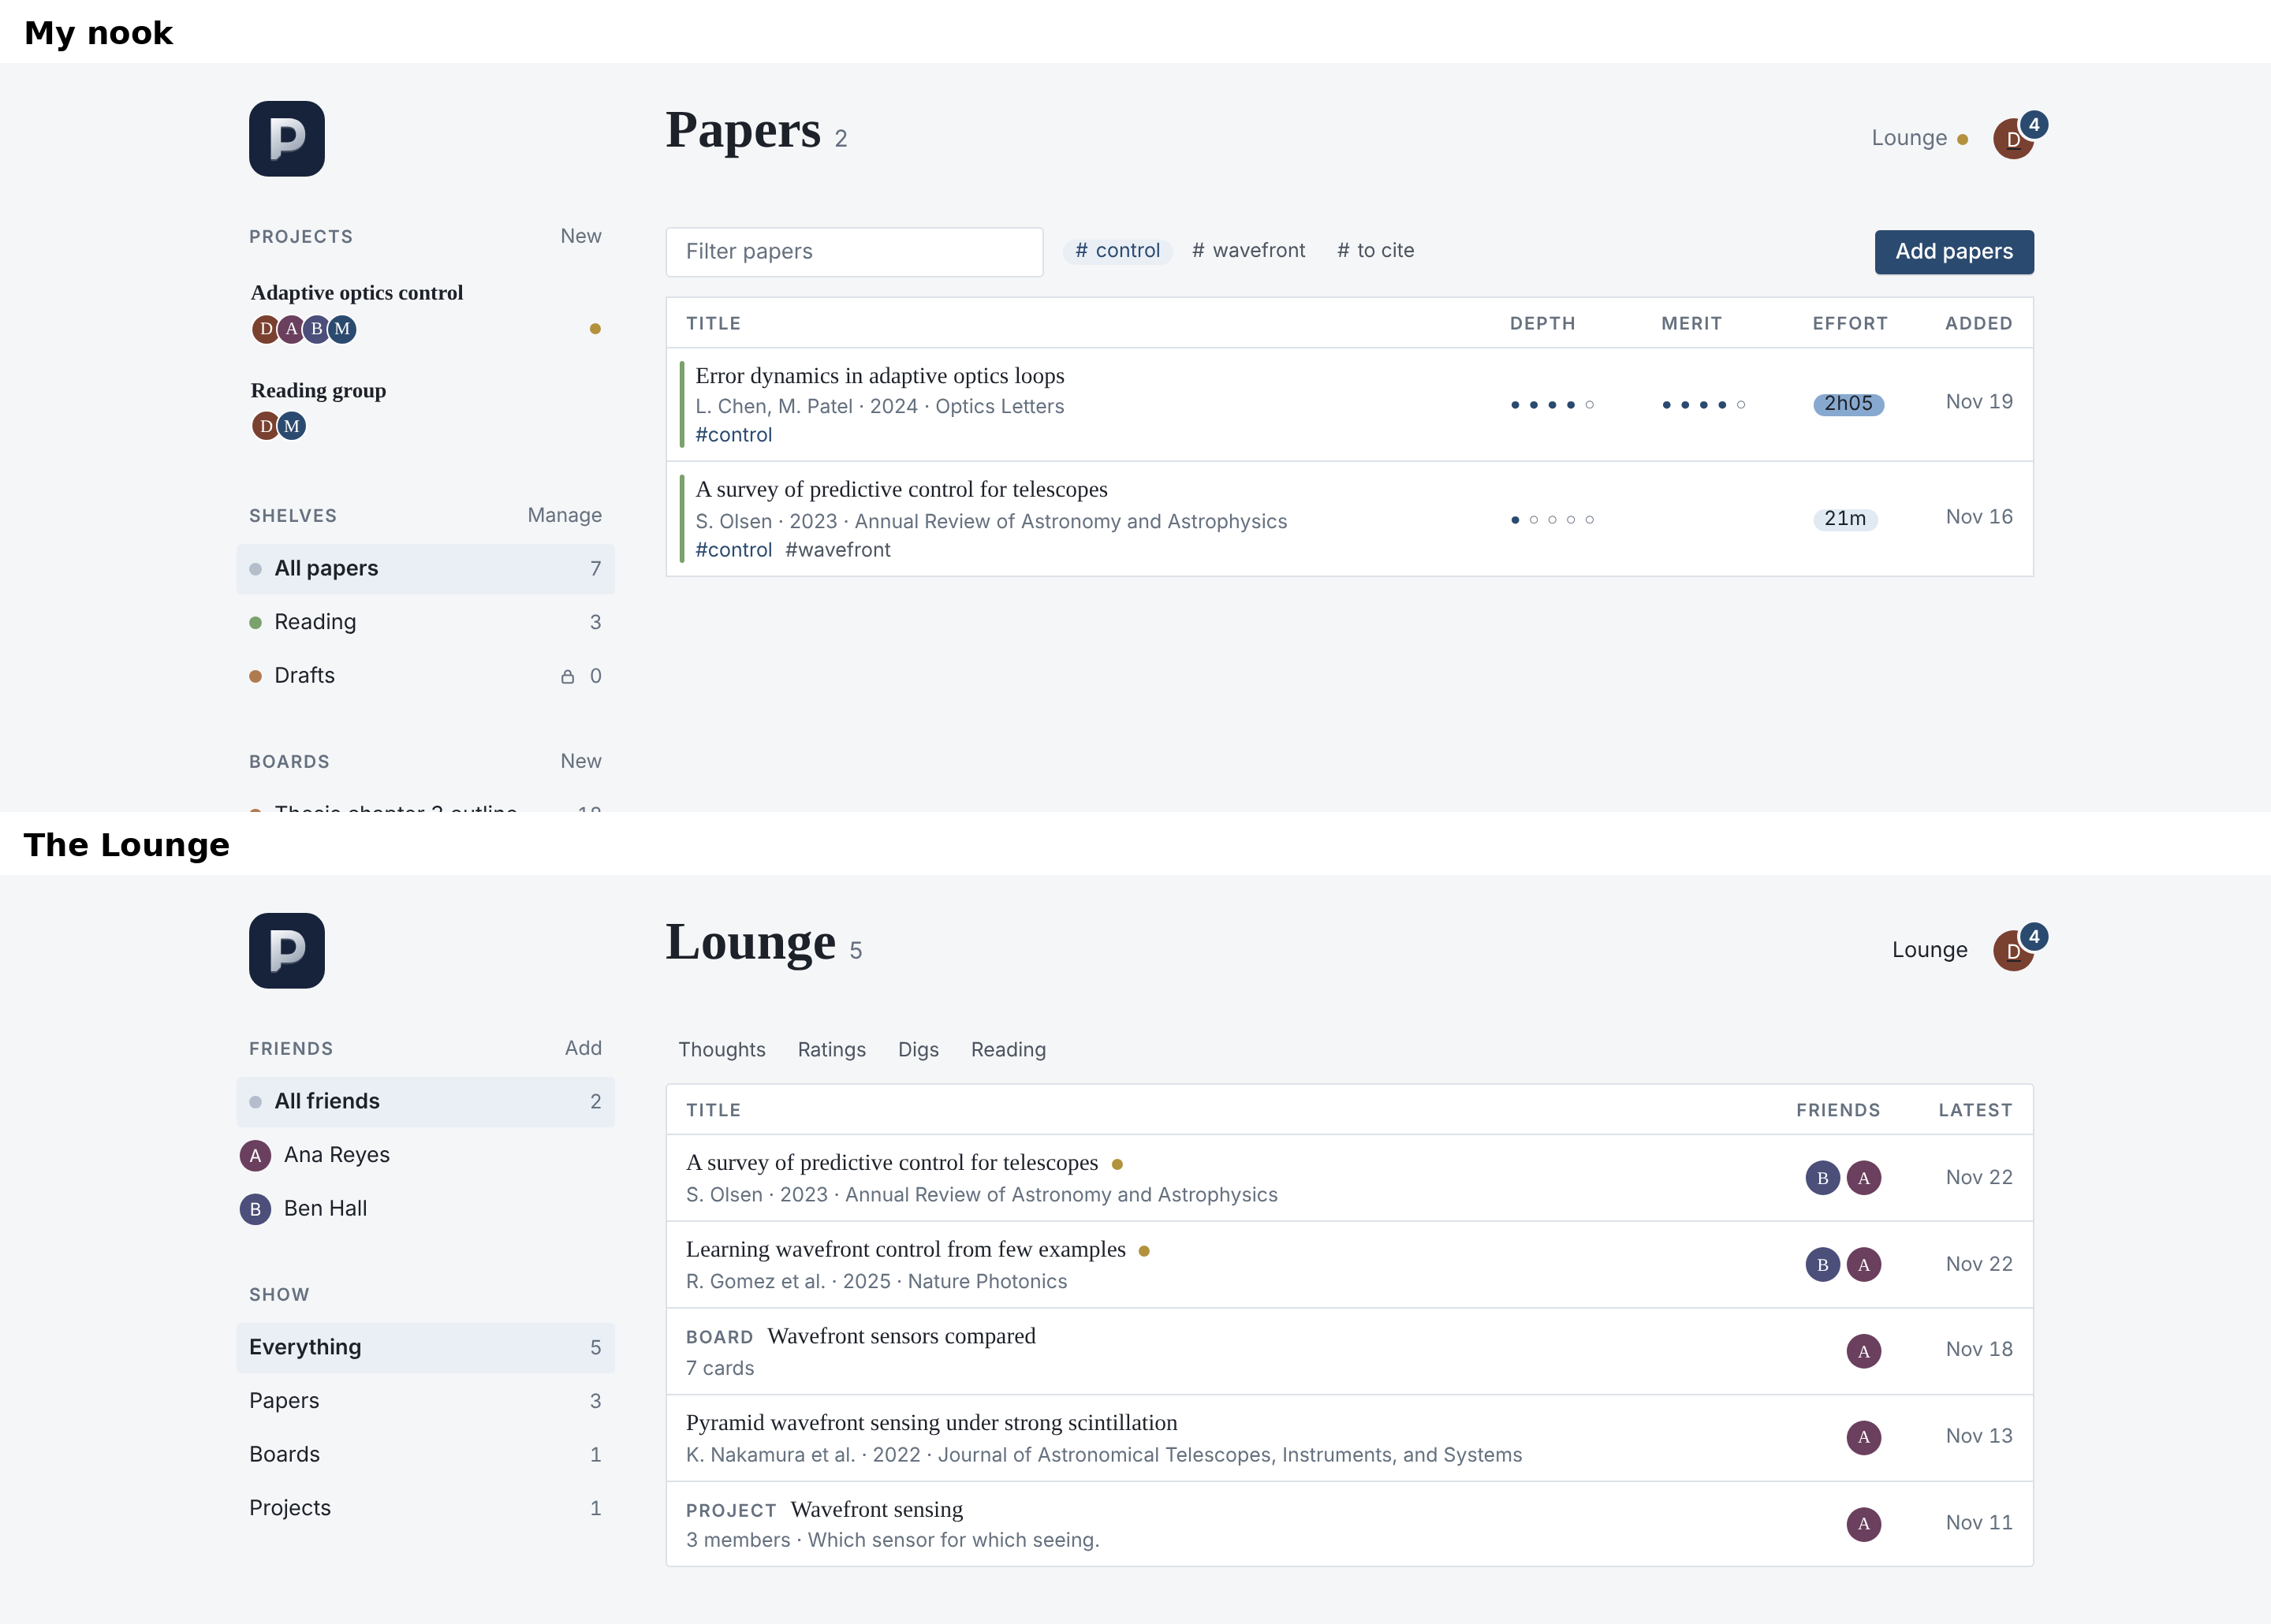 My nook
P
Papers 2
Lounge
D 4
PROJECTS New
Adaptive optics control
D A B M
Reading group
D M
SHELVES Manage
All papers 7
Reading 3
Drafts 0
BOARDS New
Filter papers
# control # wavefront # to cite
Add papers
TITLE DEPTH MERIT EFFORT ADDED
Error dynamics in adaptive optics loops
L. Chen, M. Patel · 2024 · Optics Letters
#control
2h05 Nov 19
A survey of predictive control for telescopes
S. Olsen · 2023 · Annual Review of Astronomy and Astrophysics
#control #wavefront
21m Nov 16
The Lounge
P
Lounge 5
Lounge
D 4
FRIENDS Add
All friends 2
A Ana Reyes
B Ben Hall
SHOW
Everything 5
Papers 3
Boards 1
Projects 1
Thoughts Ratings Digs Reading
TITLE FRIENDS LATEST
A survey of predictive control for telescopes
S. Olsen · 2023 · Annual Review of Astronomy and Astrophysics
B A Nov 22
Learning wavefront control from few examples
R. Gomez et al. · 2025 · Nature Photonics
B A Nov 22
BOARD Wavefront sensors compared
7 cards
A Nov 18
Pyramid wavefront sensing under strong scintillation
K. Nakamura et al. · 2022 · Journal of Astronomical Telescopes, Instruments, and Systems
A Nov 13
PROJECT Wavefront sensing
3 members · Which sensor for which seeing.
A Nov 11